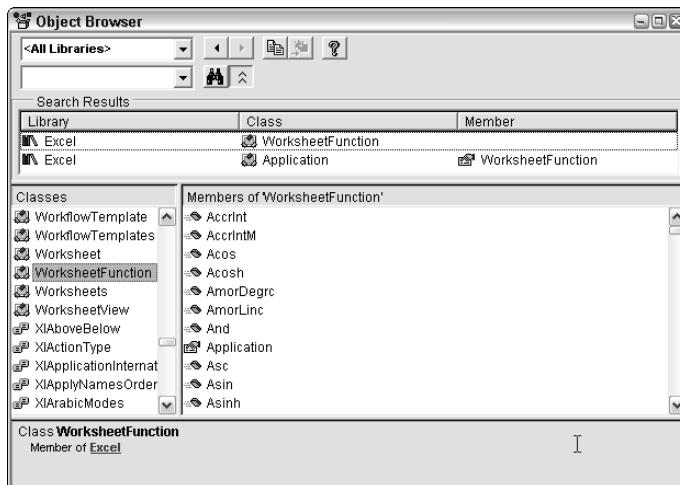 Object Browser
<All Libraries>
Search Results
Library Class Member
Excel WorksheetFunction
Excel Application WorksheetFunction
Classes
WorkflowTemplate
WorkflowTemplates
Worksheet
WorksheetFunction
Worksheets
WorksheetView
XlAboveBelow
XlActionType
XlApplicationInternat
XlApplyNamesOrder
XlArabicModes
Members of 'WorksheetFunction'
AccrInt
AccrIntM
Acos
Acosh
AmorDegrc
AmorLinc
And
Application
Asc
Asin
Asinh
Class WorksheetFunction
Member of Excel